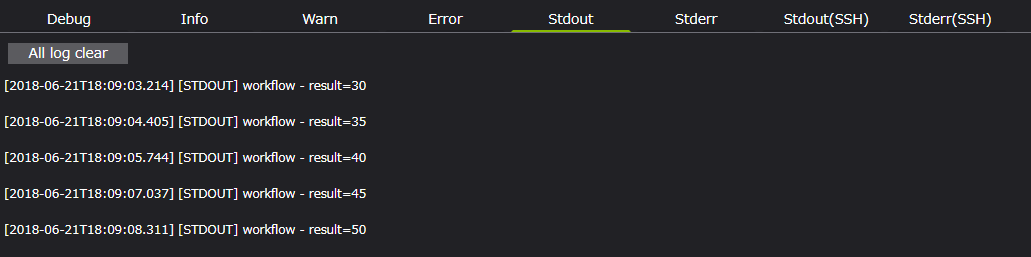 Debug Info Warn Error Stdout Stderr Stdout(SSH) Stderr(SSH)
All log clear
[2018-06-21T18:09:03.214] [STDOUT] workflow - result=30
[2018-06-21T18:09:04.405] [STDOUT] workflow - result=35
[2018-06-21T18:09:05.744] [STDOUT] workflow - result=40
[2018-06-21T18:09:07.037] [STDOUT] workflow - result=45
[2018-06-21T18:09:08.311] [STDOUT] workflow - result=50